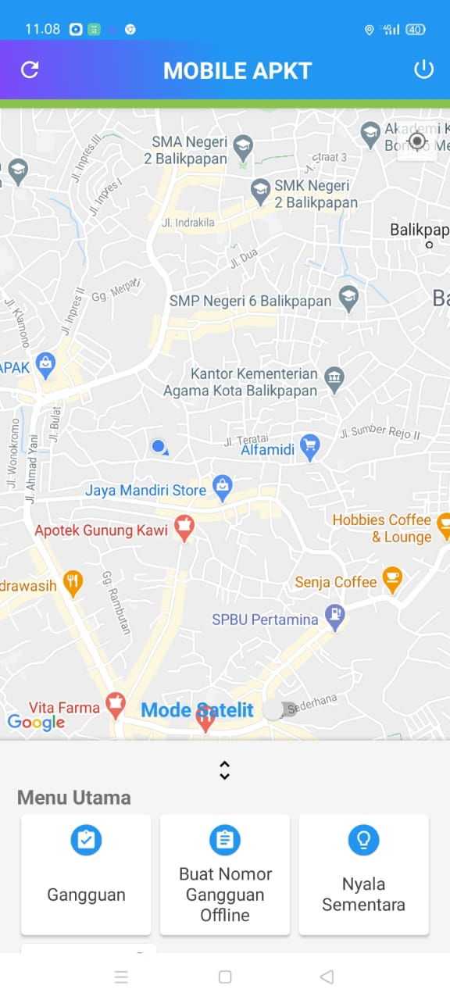 11.08
4G
40
MOBILE APKT
SMA Negeri
2 Balikpapan
Akademi K
Jl. Inpres III
SMK Negeri
2 Balikpapan
Jl. Inpres I
Jl. Indrakila
Balikpap
Jl. Dua
Ba
Gg. Merpati
Jl. Inpres II
SMP Negeri 6 Balikpapan
Jl. Klamono
APAK
Kantor Kementerian
Agama Kota Balikpapan
Jl. Bulat
Jl. Wonokromo
Jl. Ahmad Yani
Jl. Teratai
Jl. Sumber Rejo II
Alfamidi
Jaya Mandiri Store
Apotek Gunung Kawi
Hobbies Coffee
& Lounge
drawasih
Gg. Rambutan
Senja Coffee
SPBU Pertamina
Vita Farma
Mode Satelit
Sederhana
Google
Menu Utama
Gangguan
Buat Nomor
Gangguan
Offline
Nyala
Sementara